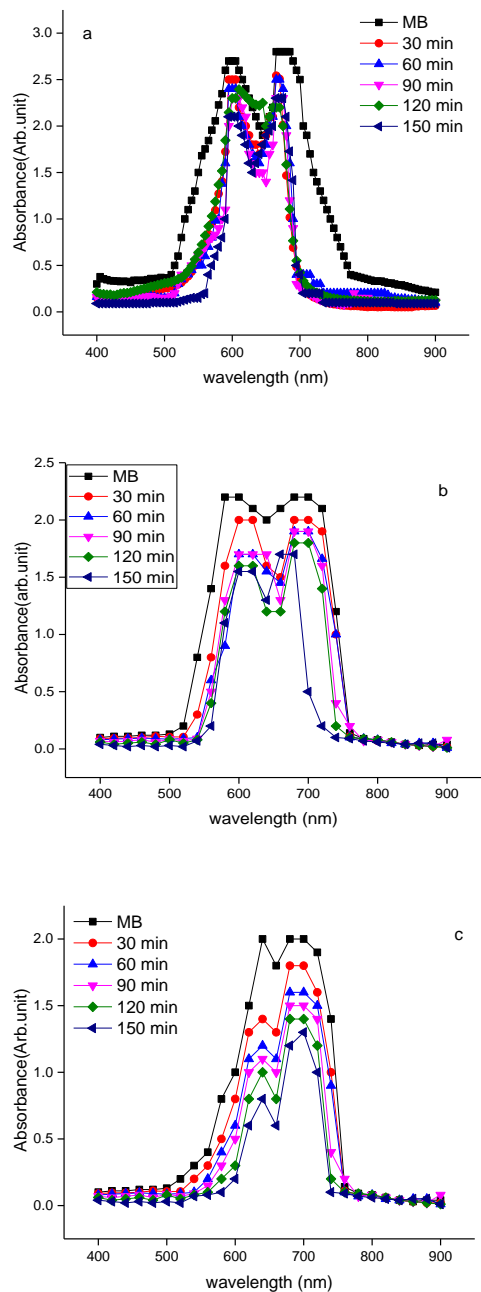 a
MB
30 min
60 min
90 min
120 min
150 min
3.0
2.5
2.0
1.5
1.0
0.5
0.0
Absorbance(Arb.unit)
400 500 600 700 800 900
wavelength (nm)
b
MB
30 min
60 min
90 min
120 min
150 min
2.5
2.0
1.5
1.0
0.5
0.0
Absorbance(arb.unit)
400 500 600 700 800 900
wavelength (nm)
c
MB
30 min
60 min
90 min
120 min
150 min
2.0
1.5
1.0
0.5
0.0
Absorbance(Arb.unit)
400 500 600 700 800 900
wavelength (nm)